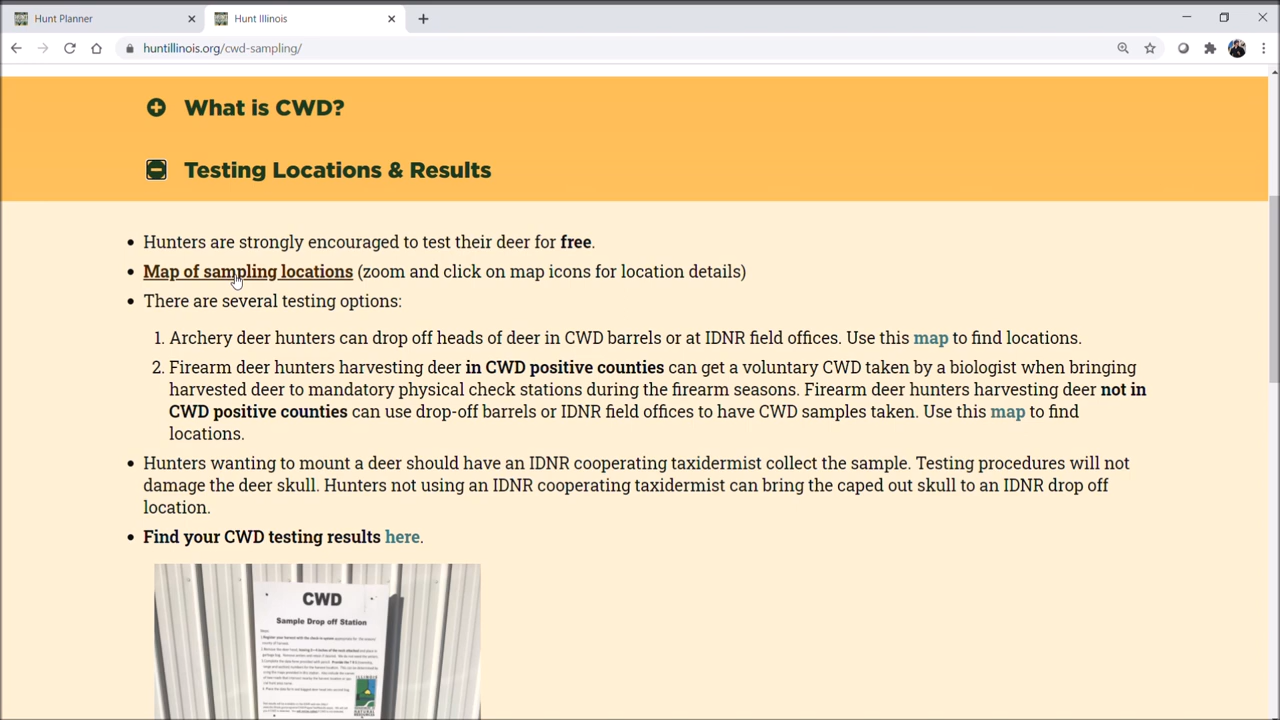 Hunt Planner
Hunt Illinois
huntillinois.org/cwd-sampling/
What is CWD?
Testing Locations & Results
• Hunters are strongly encouraged to test their deer for free.
• Map of sampling locations (zoom and click on map icons for location details)
• There are several testing options:
1. Archery deer hunters can drop off heads of deer in CWD barrels or at IDNR field offices. Use this map to find locations.
2. Firearm deer hunters harvesting deer in CWD positive counties can get a voluntary CWD taken by a biologist when bringing
harvested deer to mandatory physical check stations during the firearm seasons. Firearm deer hunters harvesting deer not in
CWD positive counties can use drop-off barrels or IDNR field offices to have CWD samples taken. Use this map to find
locations.
• Hunters wanting to mount a deer should have an IDNR cooperating taxidermist collect the sample. Testing procedures will not
damage the deer skull. Hunters not using an IDNR cooperating taxidermist can bring the caped out skull to an IDNR drop off
location.
• Find your CWD testing results here.
CWD
Sample Drop off Station
ILLINOIS